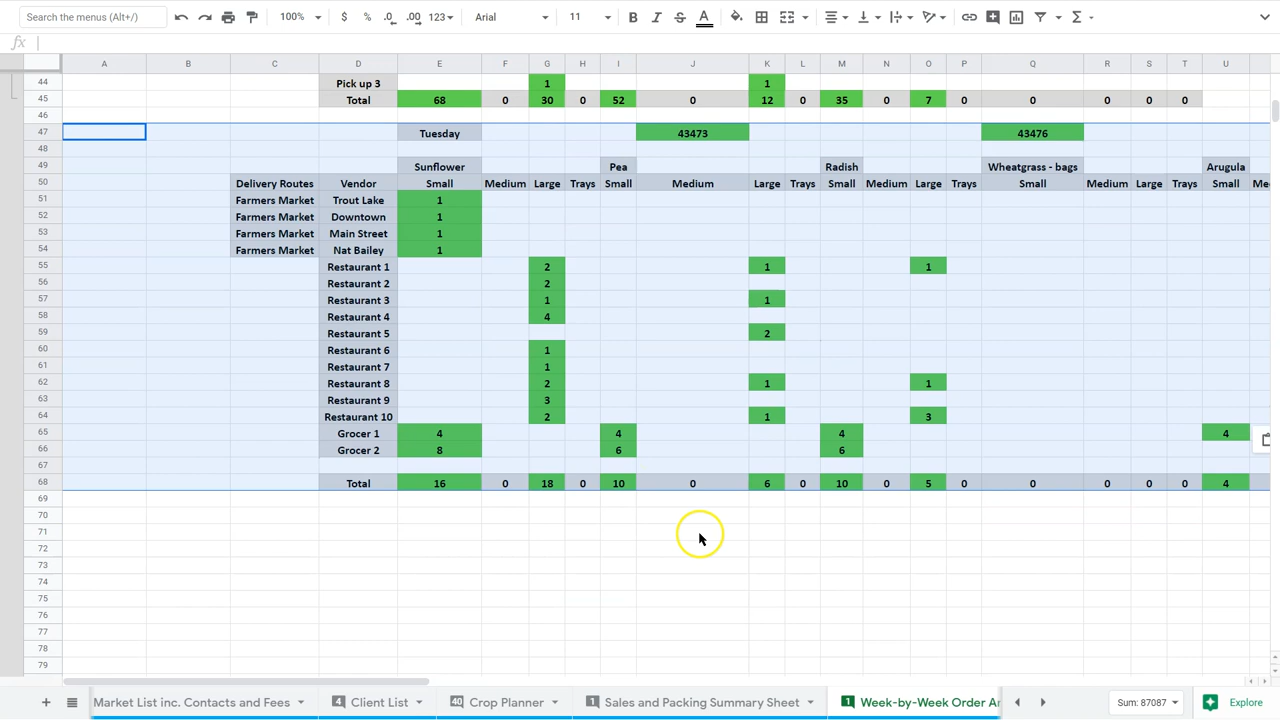 Search the menus (Alt+/) 100% $ % .0 .00 123 Arial 11 B I S A Σ
fx
A B C D E F G H I J K L M N O P Q R S T U
44 Pick up 3 1 1
45 Total 68 0 30 0 52 0 12 0 35 0 7 0 0 0 0 0
46
47 Tuesday 43473 43476
48
49 Sunflower Pea Radish Wheatgrass - bags Arugula
50 Delivery Routes Vendor Small Medium Large Trays Small Medium Large Trays Small Medium Large Trays Small Medium Large Trays Small Me
51 Farmers Market Trout Lake 1
52 Farmers Market Downtown 1
53 Farmers Market Main Street 1
54 Farmers Market Nat Bailey 1
55 Restaurant 1 2 1 1
56 Restaurant 2 2
57 Restaurant 3 1 1
58 Restaurant 4 4
59 Restaurant 5 2
60 Restaurant 6 1
61 Restaurant 7 1
62 Restaurant 8 2 1 1
63 Restaurant 9 3
64 Restaurant 10 2 1 3
65 Grocer 1 4 4 4 4
66 Grocer 2 8 6 6
67
68 Total 16 0 18 0 10 0 6 0 10 0 5 0 0 0 0 0 4
69
70
71
72
73
74
75
76
77
78
79
+ Market List inc. Contacts and Fees 4 Client List 40 Crop Planner 1 Sales and Packing Summary Sheet 1 Week-by-Week Order Ar Sum: 87087 Explore